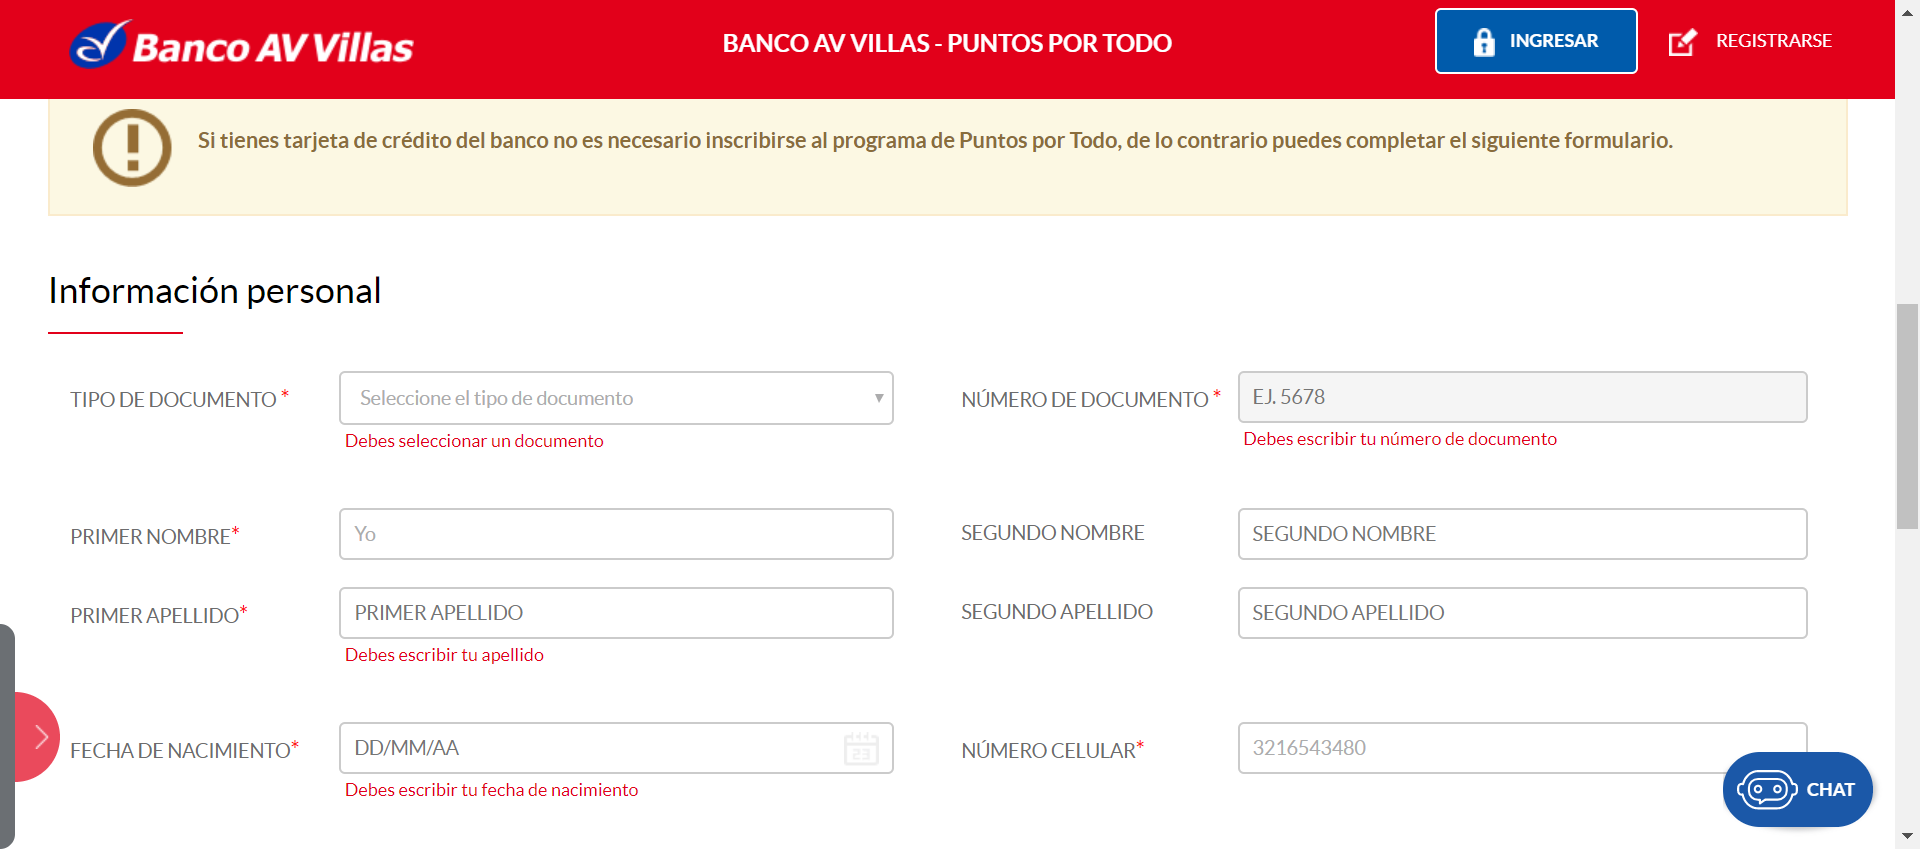 Banco AV Villas
BANCO AV VILLAS - PUNTOS POR TODO
INGRESAR
REGISTRARSE
Si tienes tarjeta de crédito del banco no es necesario inscribirse al programa de Puntos por Todo, de lo contrario puedes completar el siguiente formulario.
Información personal
TIPO DE DOCUMENTO *
Seleccione el tipo de documento
Debes seleccionar un documento
NÚMERO DE DOCUMENTO *
EJ. 5678
Debes escribir tu número de documento
PRIMER NOMBRE*
Yo
SEGUNDO NOMBRE
SEGUNDO NOMBRE
PRIMER APELLIDO*
PRIMER APELLIDO
Debes escribir tu apellido
SEGUNDO APELLIDO
SEGUNDO APELLIDO
FECHA DE NACIMIENTO*
DD/MM/AA
23
Debes escribir tu fecha de nacimiento
NÚMERO CELULAR*
3216543480
CHAT